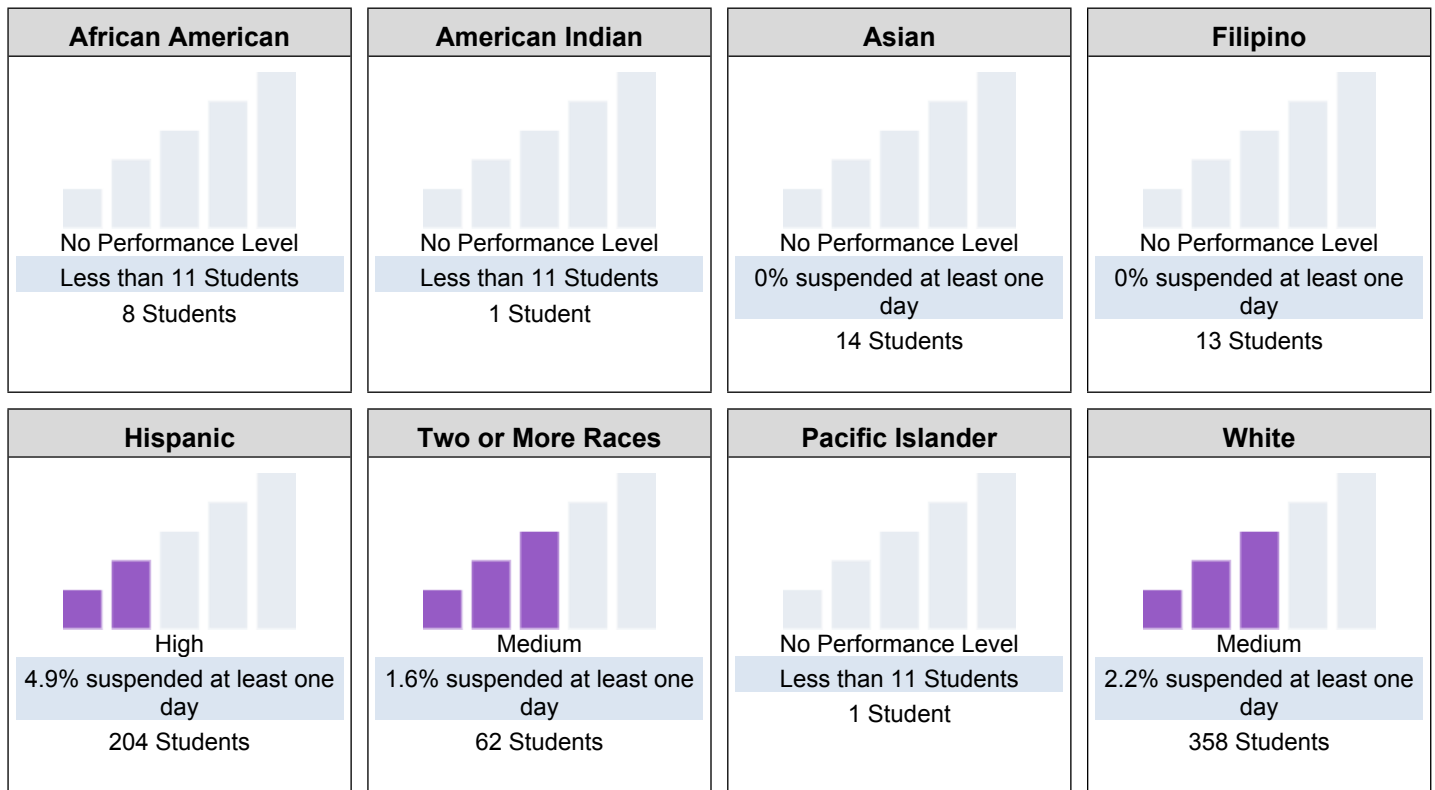 African American
No Performance Level
Less than 11 Students
8 Students
American Indian
No Performance Level
Less than 11 Students
1 Student
Asian
No Performance Level
0% suspended at least one
day
14 Students
Filipino
No Performance Level
0% suspended at least one
day
13 Students
Hispanic
High
4.9% suspended at least one
day
204 Students
Two or More Races
Medium
1.6% suspended at least one
day
62 Students
Pacific Islander
No Performance Level
Less than 11 Students
1 Student
White
Medium
2.2% suspended at least one
day
358 Students